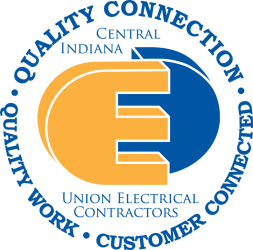 • QUALITY CONNECTION •
CENTRAL
INDIANA
E
UNION ELECTRICAL
CONTRACTORS
QUALITY WORK • CUSTOMER CONNECTED